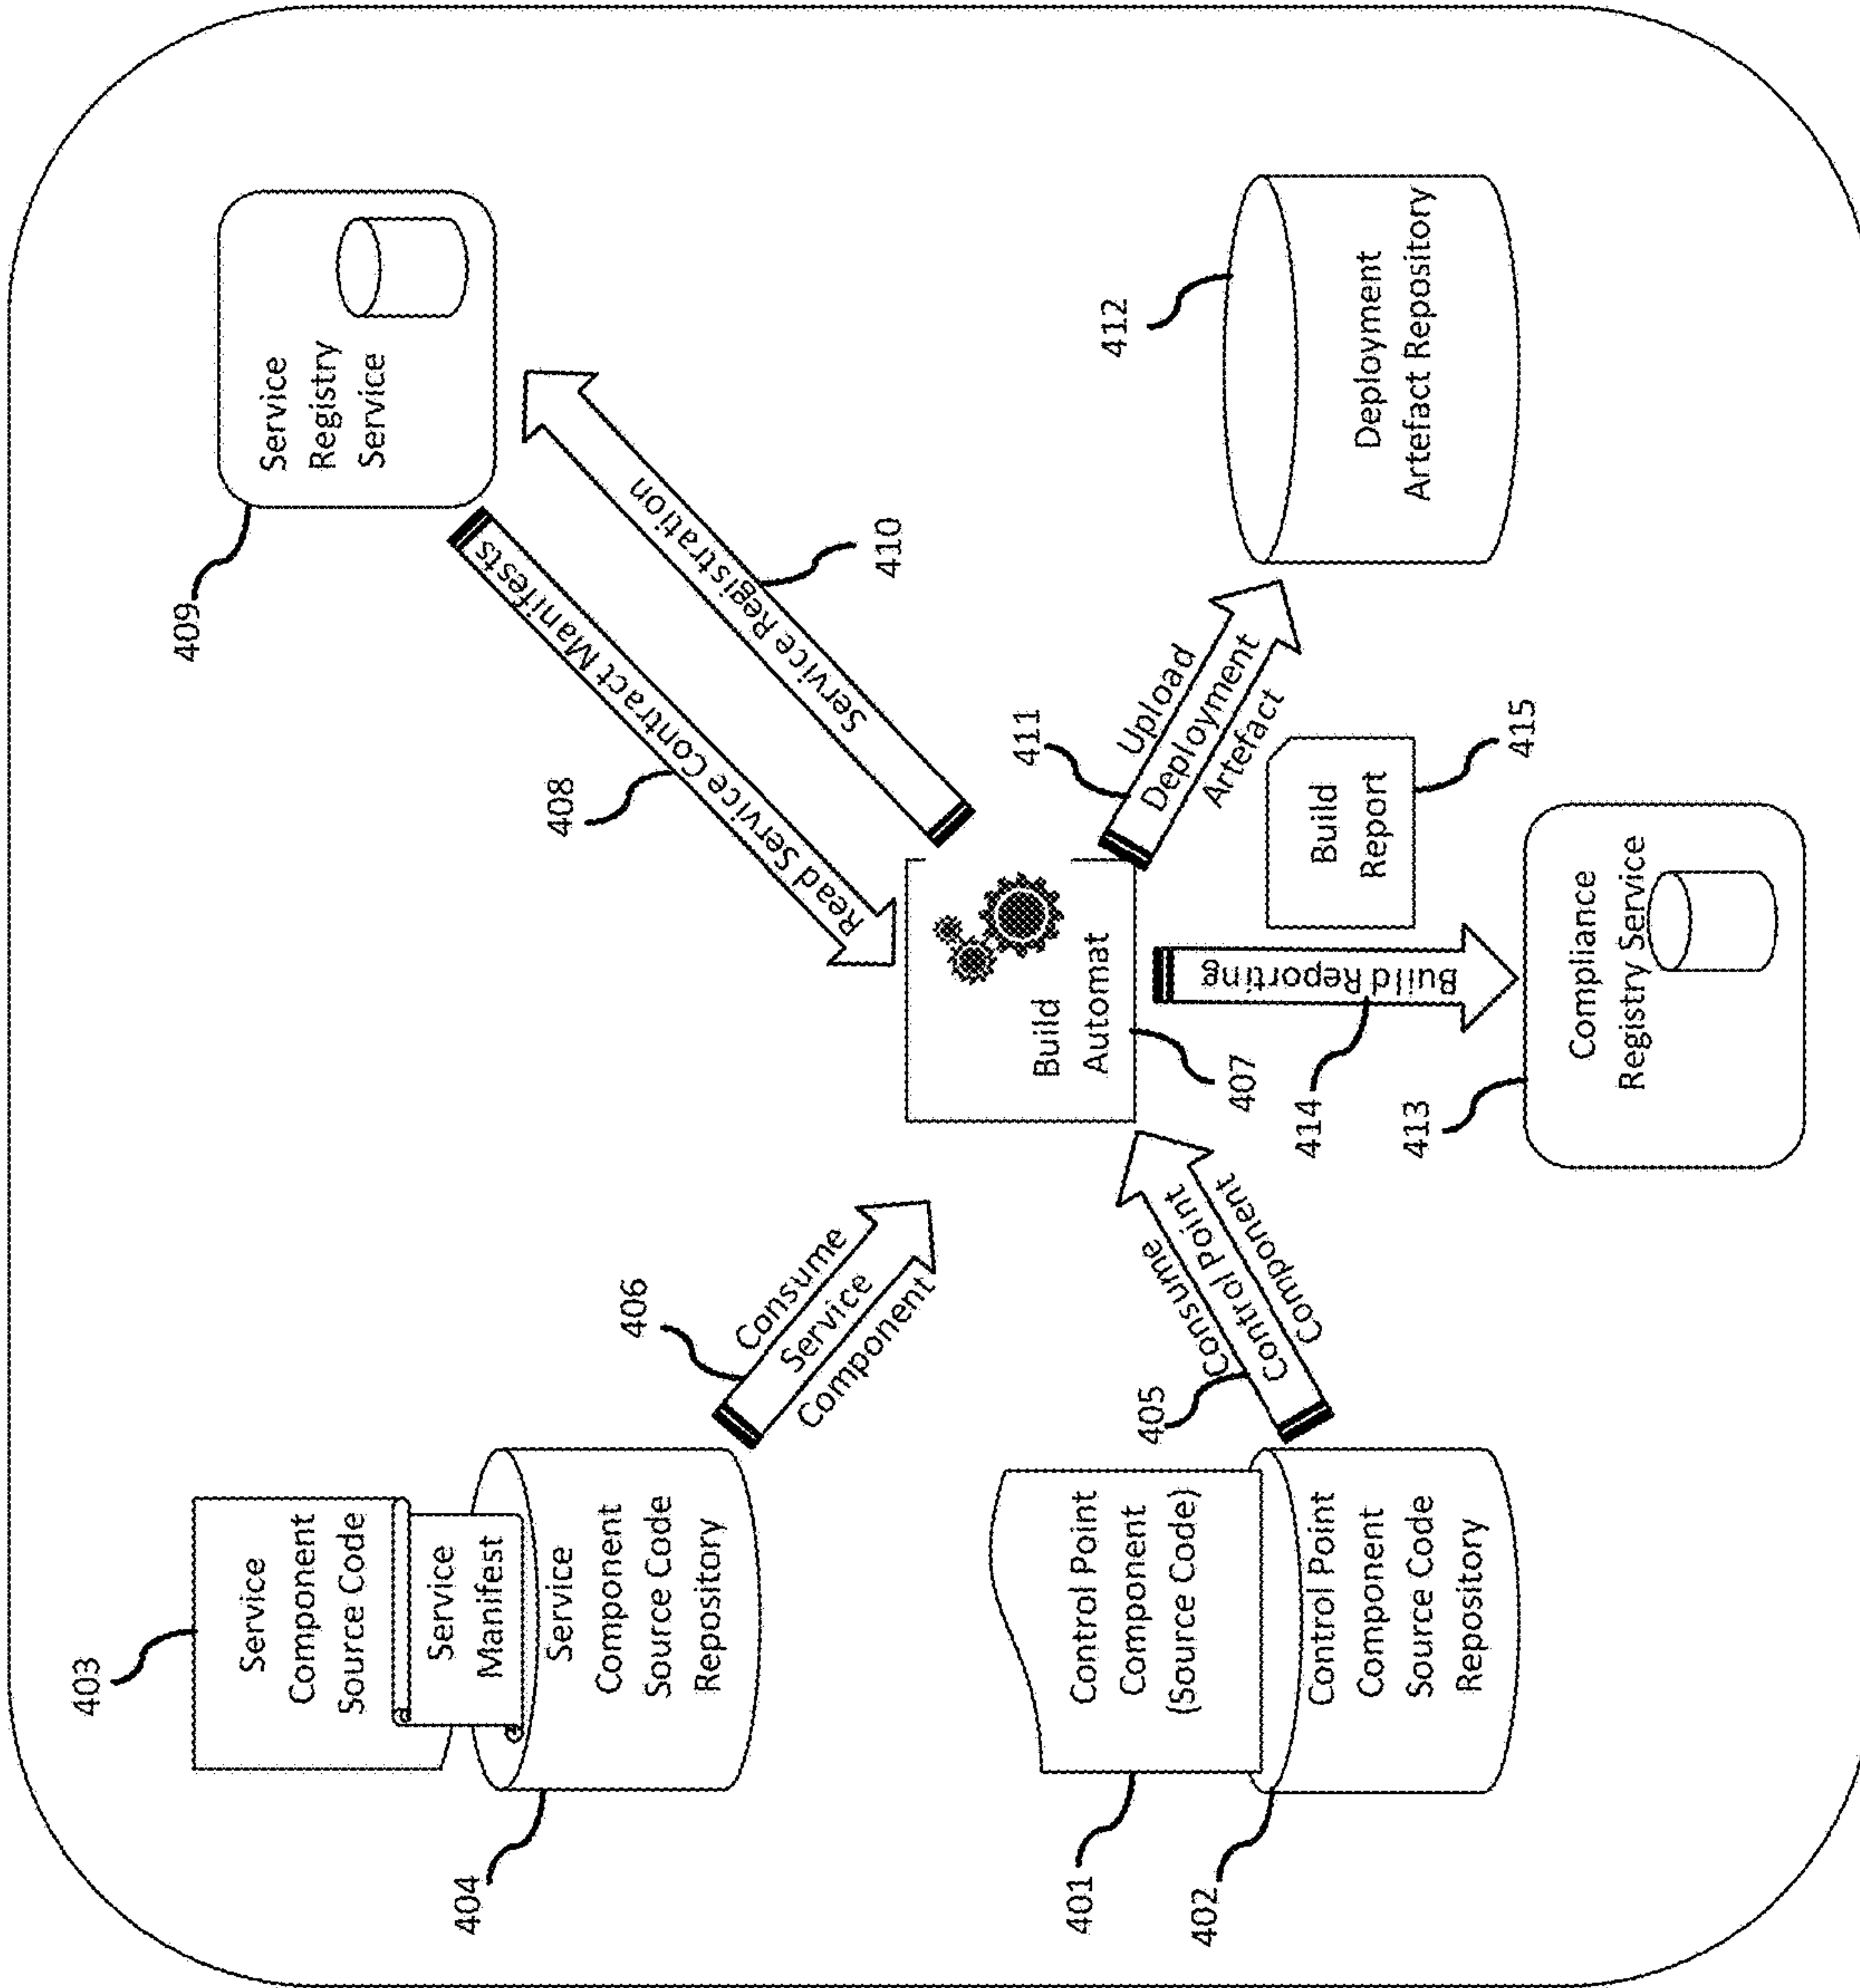 403
Service
Component
Source Code
Service
Manifest
404
Service
Component
Source Code
Repository
406
Consume
Service
Component
408
Read Service Contract Manifests
409
Service
Registry
Service
410
Service Registration
401
Control Point
Component
(Source Code)
402
Control Point
Component
Source Code
Repository
405
Consume
Control Point
Component
Build
Automat
407
411
Upload
Deployment
Artefact
412
Deployment
Artefact Repository
414
Build Reporting
Build
Report
415
413
Compliance
Registry Service